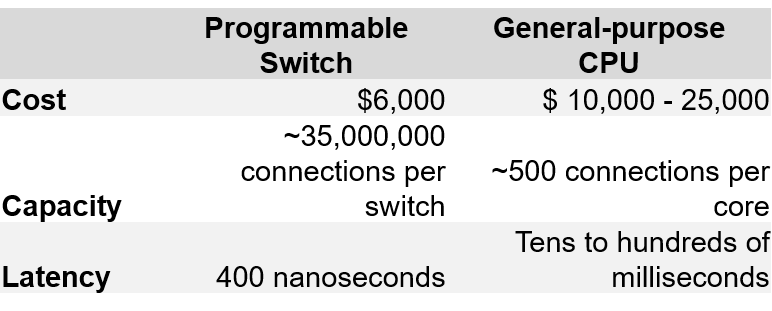 Programmable General-purpose
Switch CPU
Cost $6,000 $ 10,000 - 25,000
~35,000,000
connections per ~500 connections per
Capacity switch core
Tens to hundreds of
Latency 400 nanoseconds milliseconds